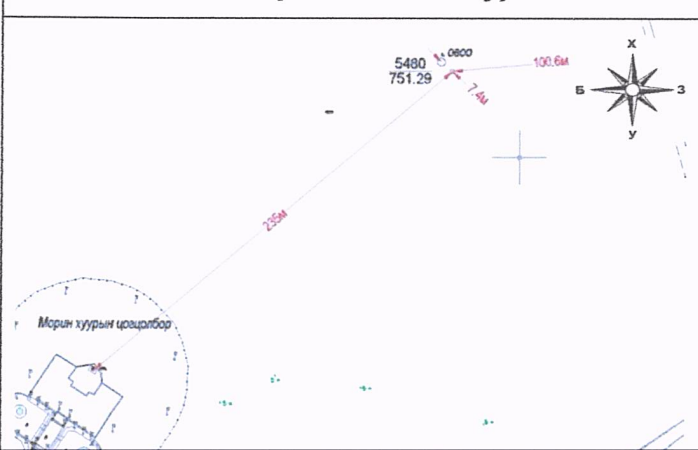 овоо
5480
751.29
100.6м
7.4м
Х
Б
З
У
235м
Морин хуурын цогцолбор